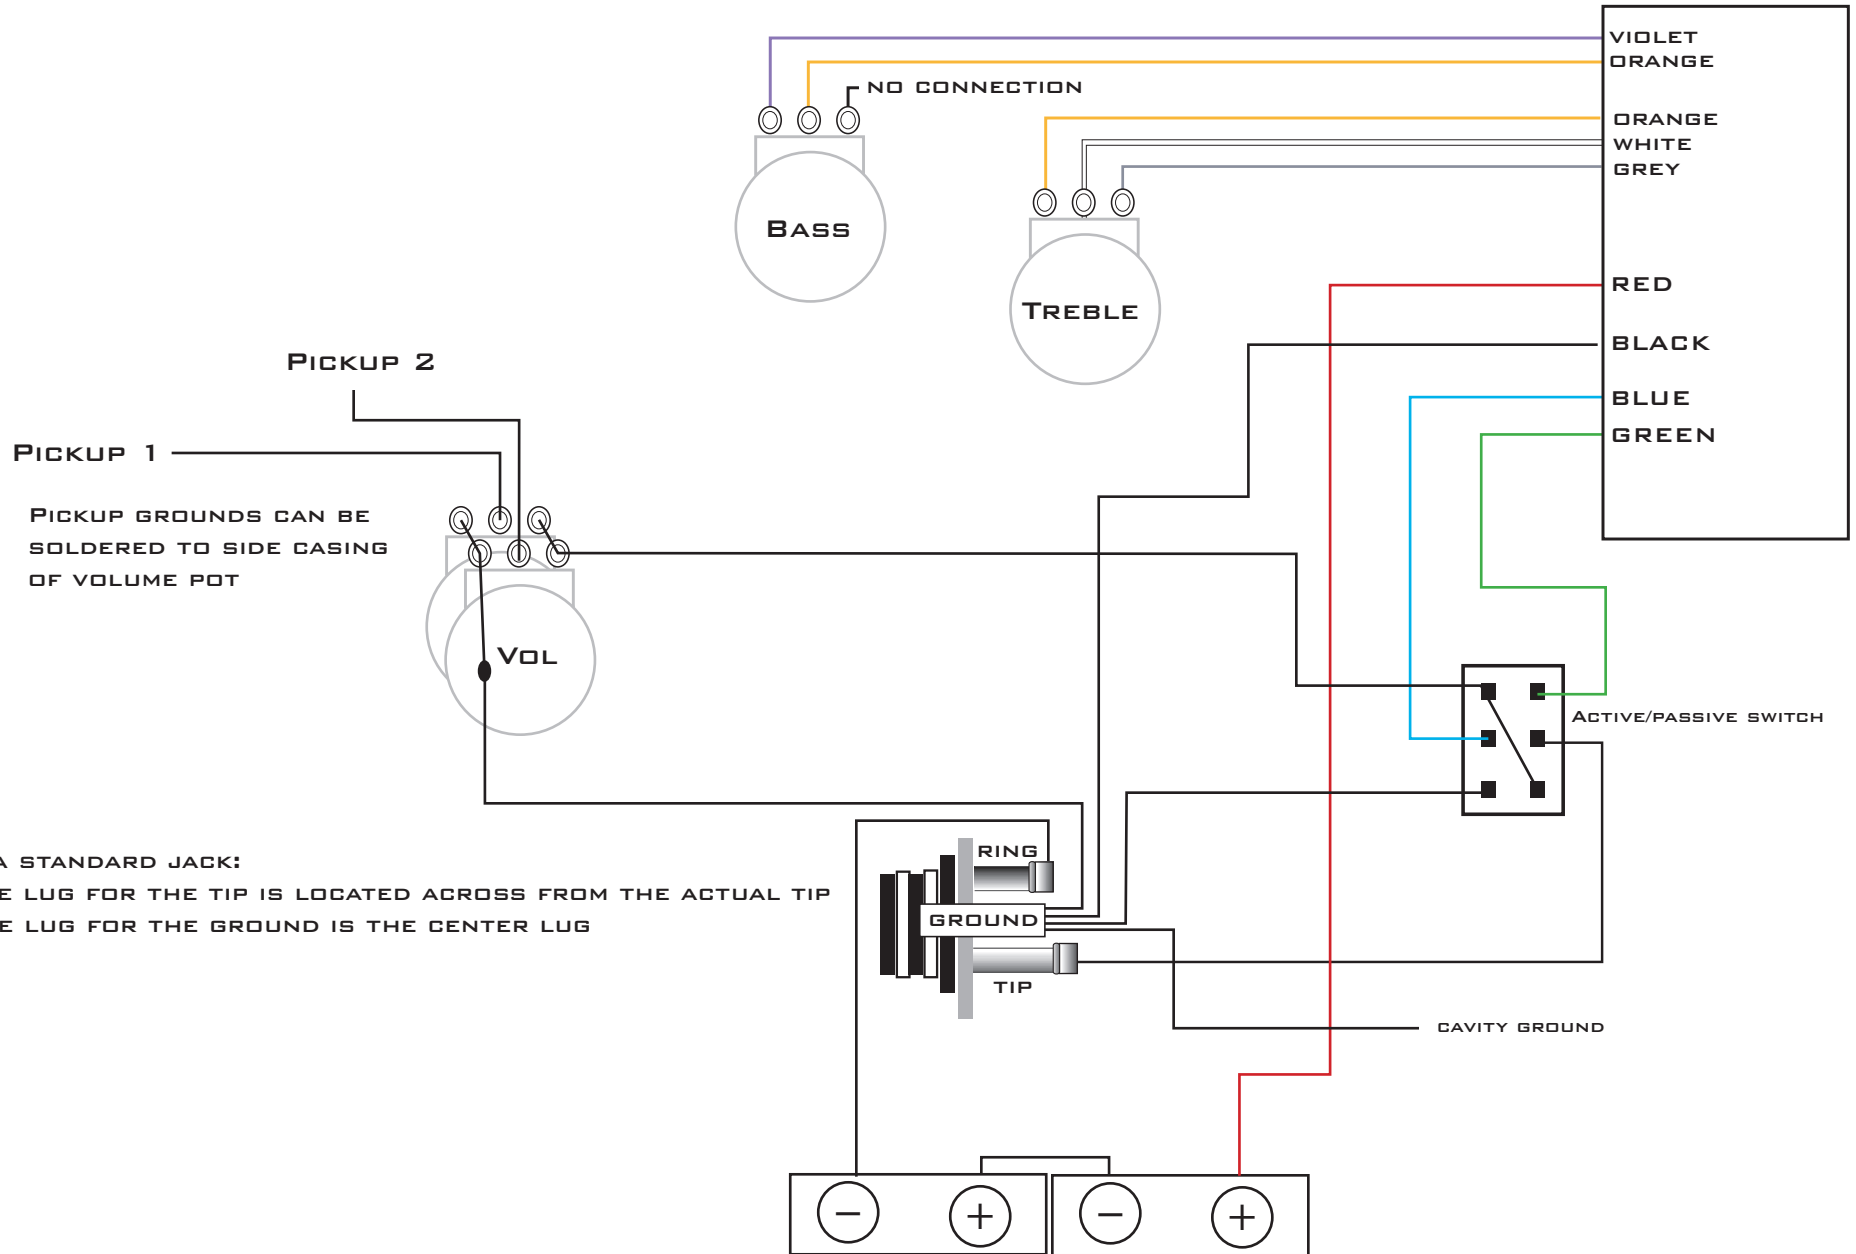 VIOLET
ORANGE
NO CONNECTION
ORANGE
WHITE
GREY
BASS
RED
TREBLE
BLACK
PICKUP 2
BLUE
GREEN
PICKUP 1
PICKUP GROUNDS CAN BE
SOLDERED TO SIDE CASING
OF VOLUME POT
VOL
ACTIVE/PASSIVE SWITCH
RING
A STANDARD JACK:
E LUG FOR THE TIP IS LOCATED ACROSS FROM THE ACTUAL TIP
GROUND
E LUG FOR THE GROUND IS THE CENTER LUG
TIP
CAVITY GROUND
− + − +